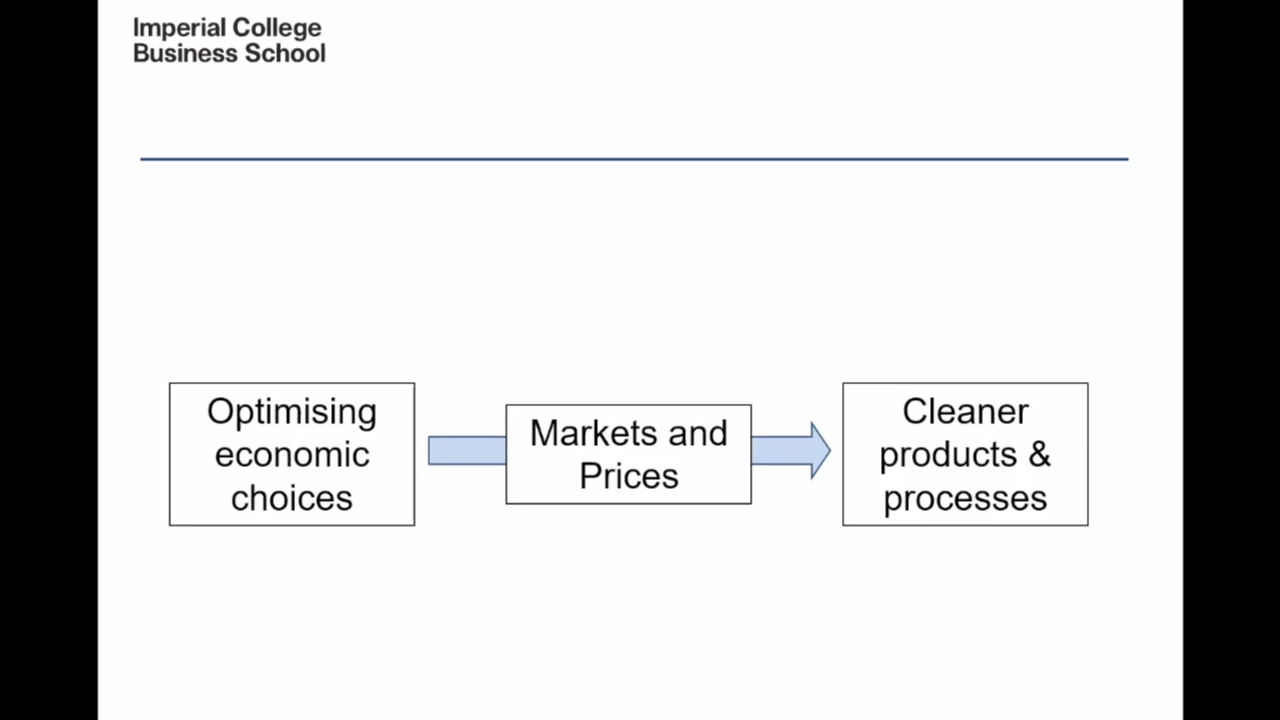 Imperial College
Business School
Optimising
economic
choices
Markets and
Prices
Cleaner
products &
processes